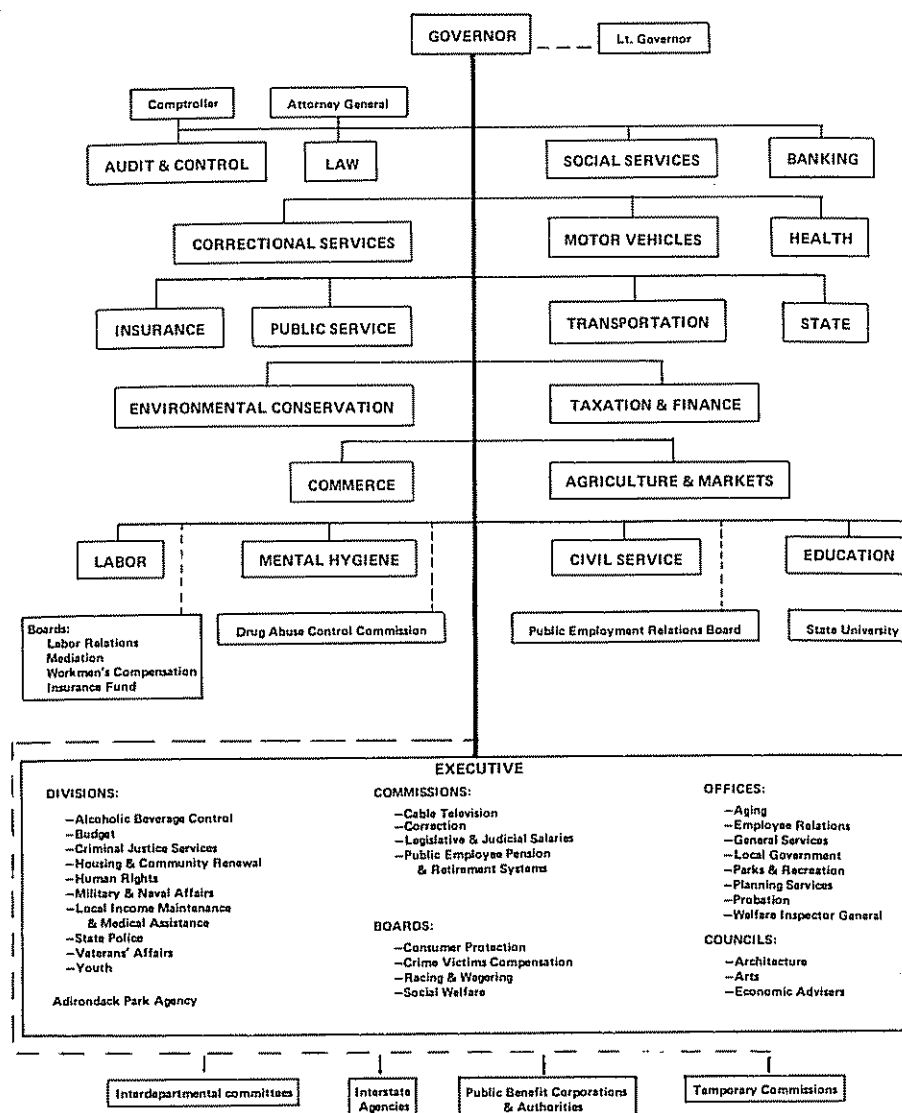 GOVERNOR
Lt. Governor
Comptroller
Attorney General
AUDIT & CONTROL
LAW
SOCIAL SERVICES
BANKING
CORRECTIONAL SERVICES
MOTOR VEHICLES
HEALTH
INSURANCE
PUBLIC SERVICE
TRANSPORTATION
STATE
ENVIRONMENTAL CONSERVATION
TAXATION & FINANCE
COMMERCE
AGRICULTURE & MARKETS
LABOR
MENTAL HYGIENE
CIVIL SERVICE
EDUCATION
Boards:
Labor Relations
Mediation
Workmen's Compensation
Insurance Fund
Drug Abuse Control Commission
Public Employment Relations Board
State University
EXECUTIVE
DIVISIONS:
—Alcoholic Beverage Control
—Budget
—Criminal Justice Services
—Housing & Community Renewal
—Human Rights
—Military & Naval Affairs
—Local Income Maintenance
& Medical Assistance
—State Police
—Veterans' Affairs
—Youth
Adirondack Park Agency
COMMISSIONS:
—Cable Television
—Correction
—Legislative & Judicial Salaries
—Public Employee Pension
& Retirement Systems
BOARDS:
—Consumer Protection
—Crime Victims Compensation
—Racing & Wagering
—Social Welfare
OFFICES:
—Aging
—Employee Relations
—General Services
—Local Government
—Parks & Recreation
—Planning Services
—Probation
—Welfare Inspector General
COUNCILS:
—Architecture
—Arts
—Economic Advisers
Interdepartmental committees
Interstate
Agencies
Public Benefit Corporations
& Authorities
Temporary Commissions